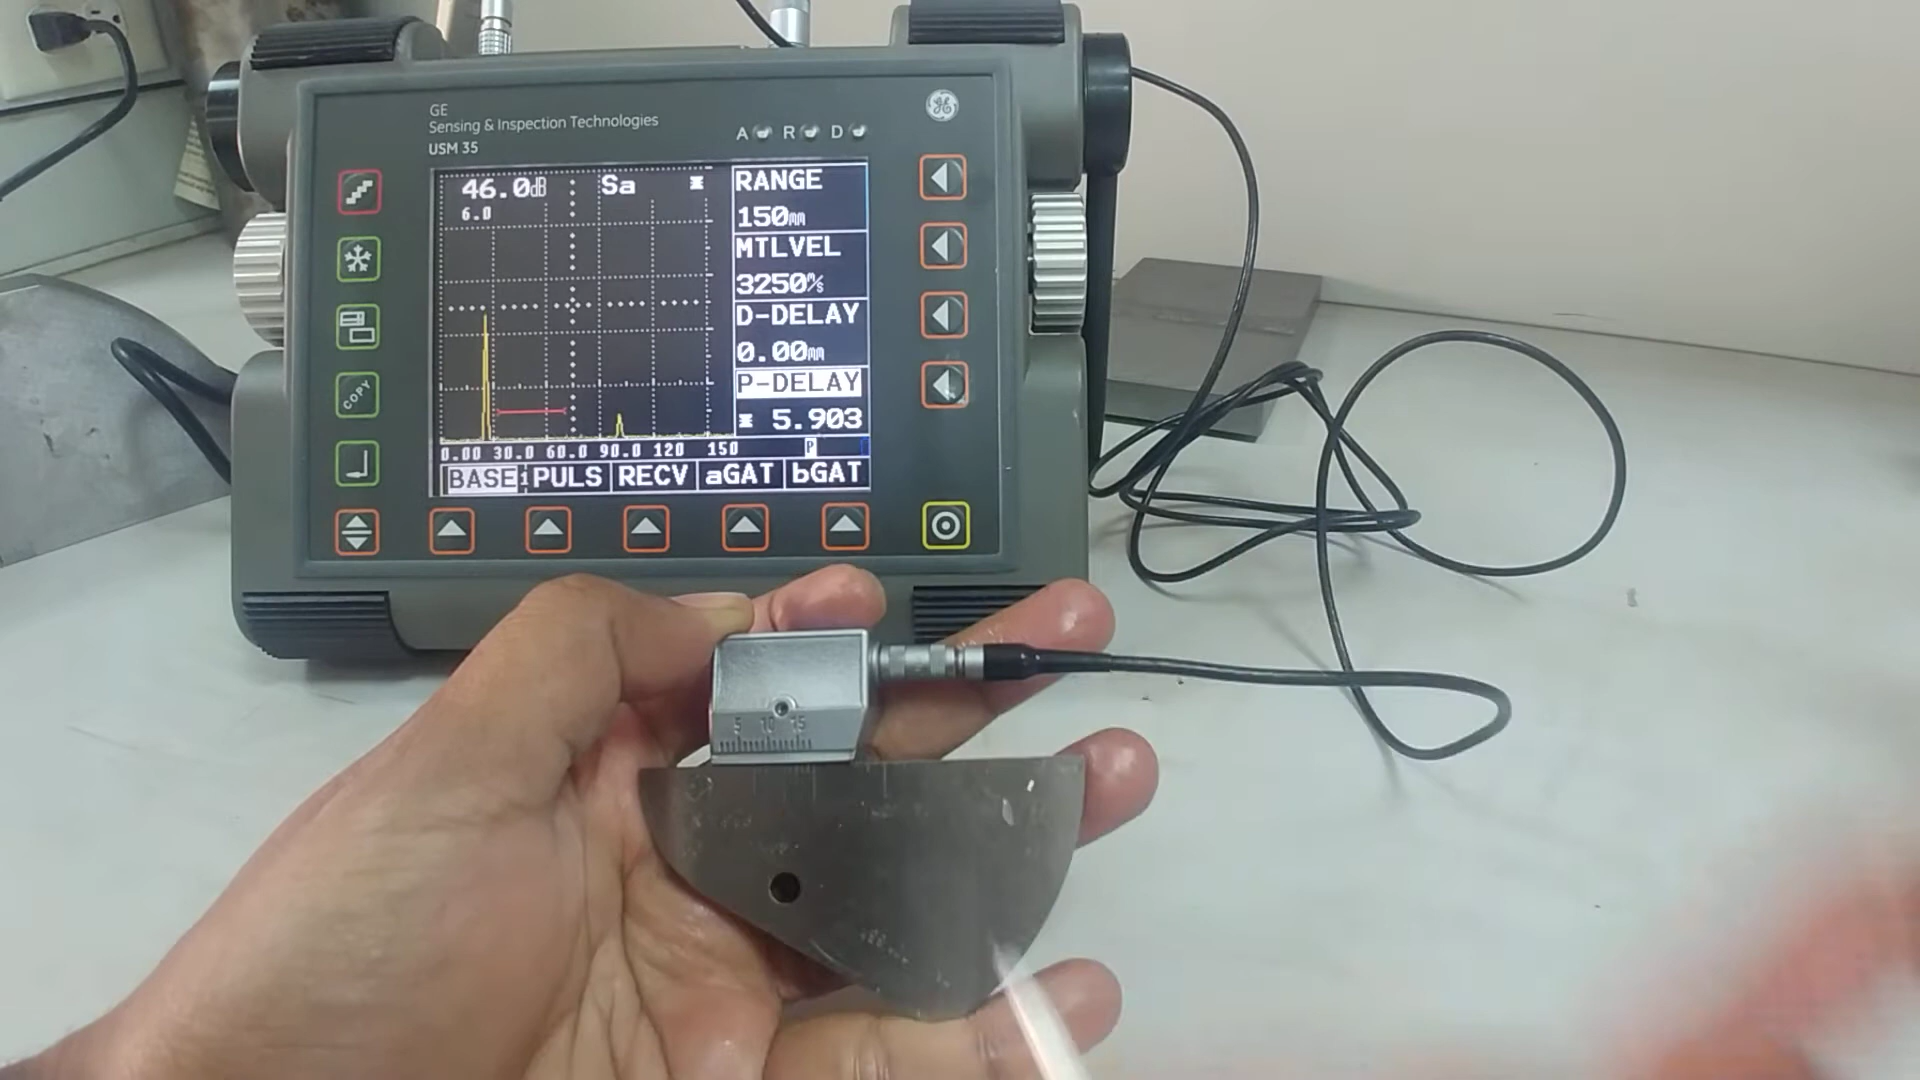 GE
Sensing & Inspection Technologies
USM 35
A R D
46.0dB
6.0
Sa
RANGE
150mm
MTLVEL
3250m/s
D-DELAY
0.00mm
P-DELAY
5.903
0.00 30.0 60.0 90.0 120 150
P
BASE 1 PULS RECV aGAT bGAT
COPY
5 10 15